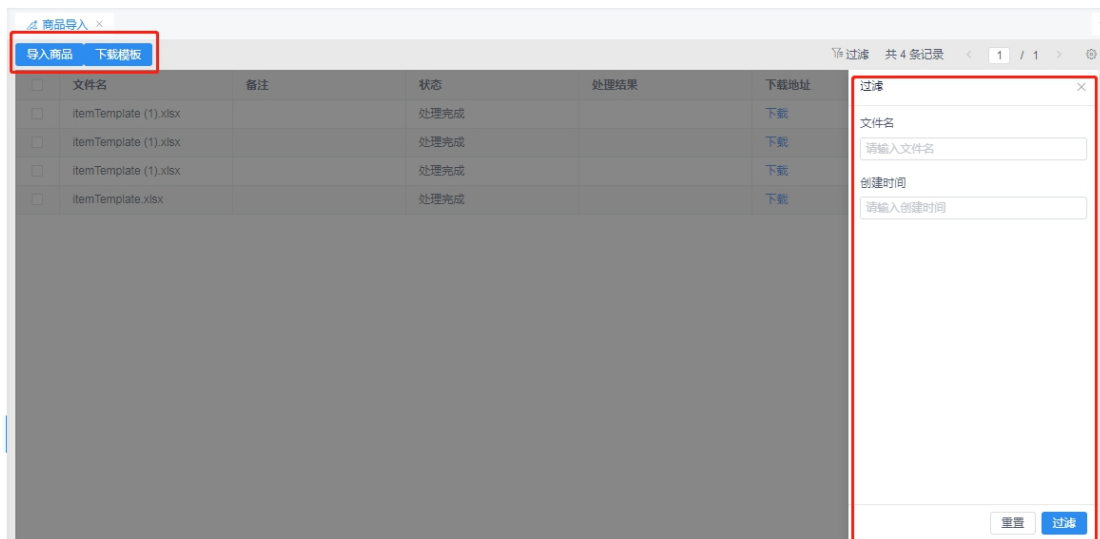 商品导入 ×
导入商品 下载模板 过滤 共 4 条记录 < 1 / 1 >
文件名 备注 状态 处理结果 下载地址
itemTemplate (1).xlsx 处理完成 下载
itemTemplate (1).xlsx 处理完成 下载
itemTemplate (1).xlsx 处理完成 下载
itemTemplate.xlsx 处理完成 下载
过滤 ×
文件名
请输入文件名
创建时间
请输入创建时间
重置 过滤